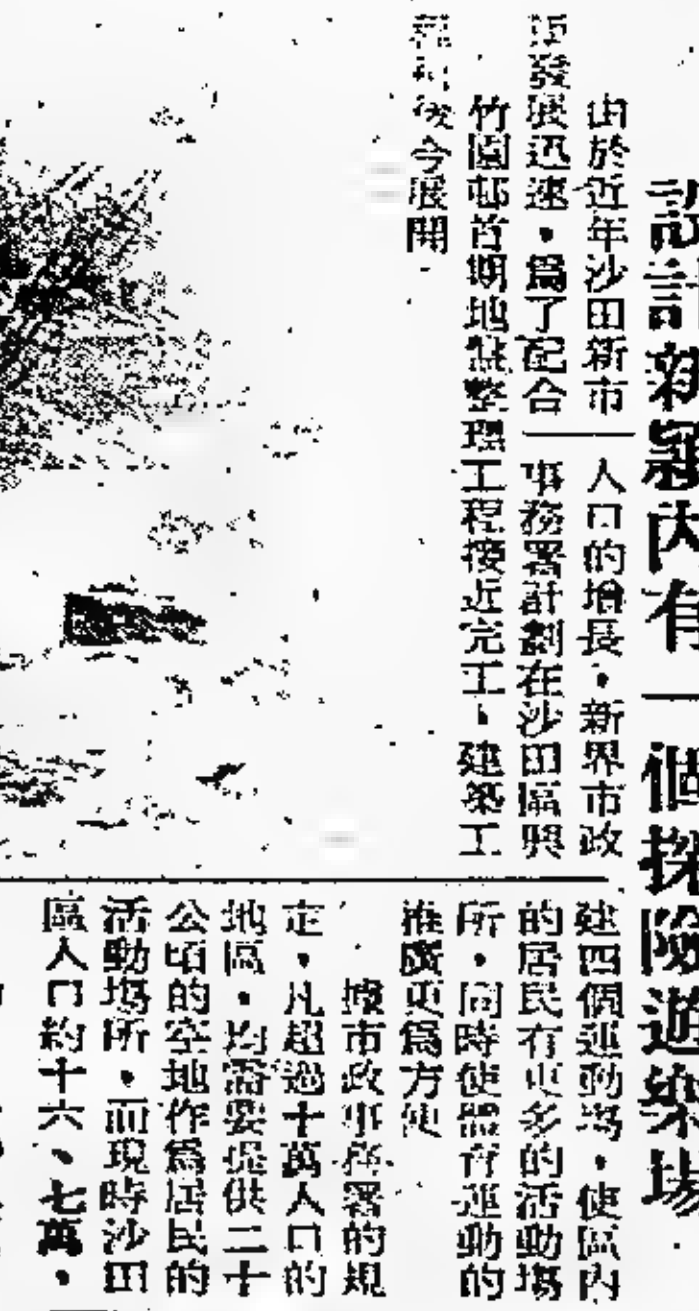 設計新穎內有一個探險遊樂場
由於近年沙田新市
發展迅速,爲了配合
人口的增長,新界市政
事務署計劃在沙田區興
建四個運動場,使區內
的居民有更多的活動場
所,同時使體育運動的
推廣更爲方便
據市政事務署的規
定,凡超過十萬人口的
地區,均需要提供二十
公頃的空地作爲居民的
活動場所,而現時沙田
區人口約十六、七萬,
竹園邨首期地盤整理工程接近完工,建築工
今展開